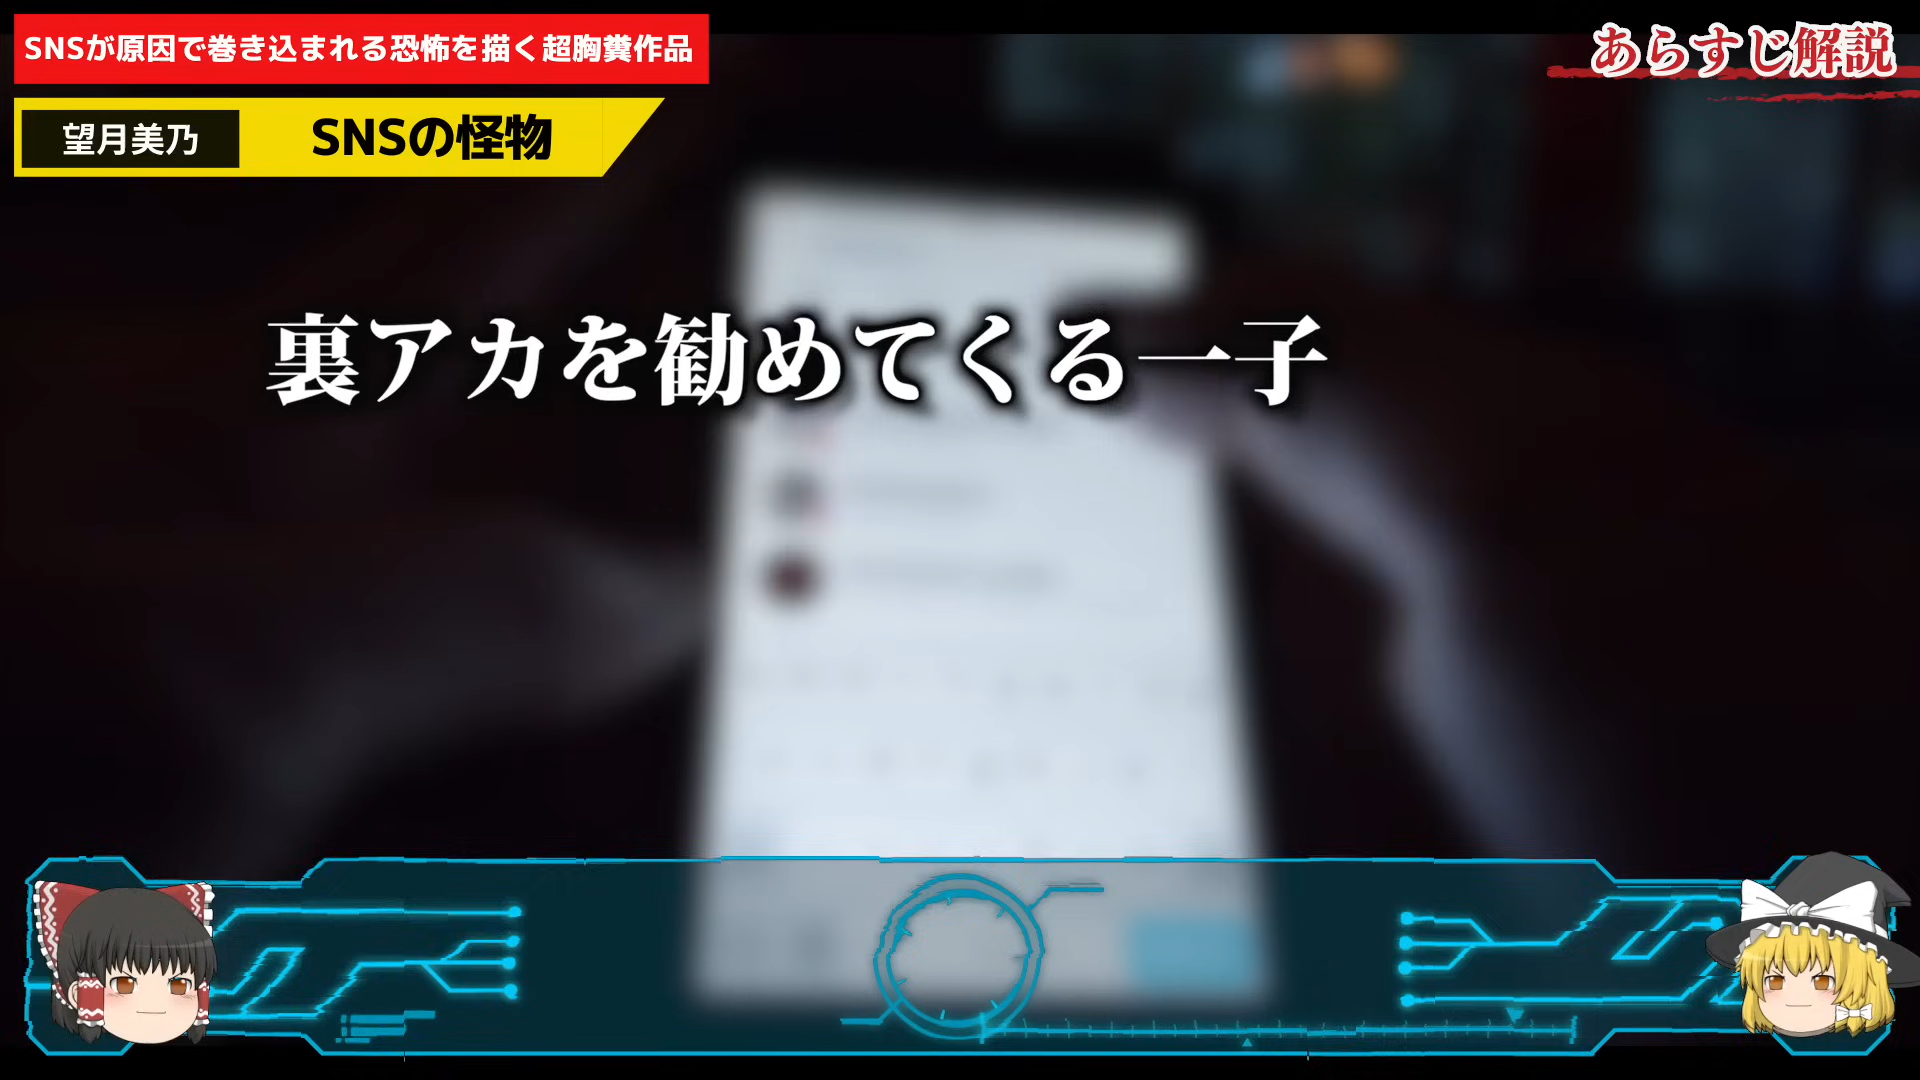 SNSが原因で巻き込まれる恐怖を描く超胸糞作品
あらすじ解説
望月美乃
SNSの怪物
裏アカを勧めてくる一子